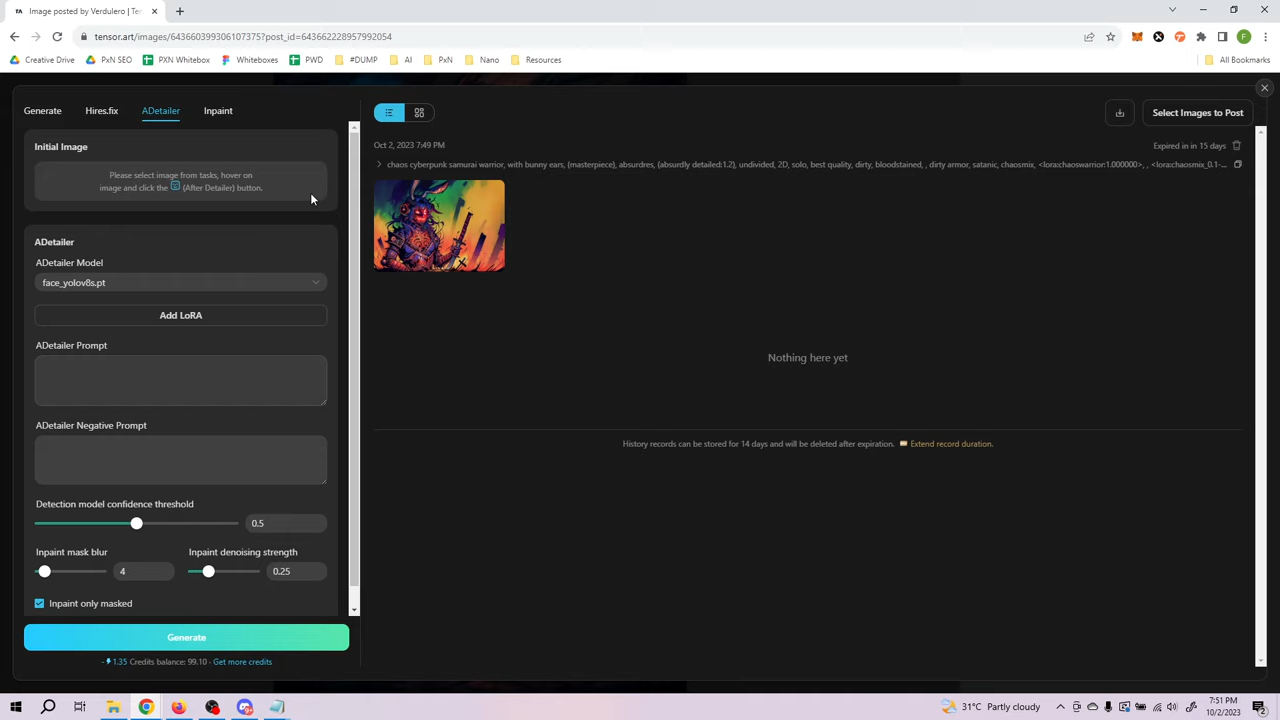 Image posted by Verdulero | Ten
tensor.art/images/643660399306107375?post_id=643662228957992054
Creative Drive
PxN SEO
PXN Whitebox
Whiteboxes
PWD
#DUMP
AI
PxN
Nano
Resources
All Bookmarks
Generate
Hires.fix
ADetailer
Inpaint
Select Images to Post
Initial Image
Please select image from tasks, hover on
image and click the (After Detailer) button.
Oct 2, 2023 7:49 PM
Expired in in 15 days
chaos cyberpunk samurai warrior, with bunny ears, (masterpiece), absurdres, (absurdly detailed:1.2), undivided, 2D, solo, best quality, dirty, bloodstained, , dirty armor, satanic, chaosmix, <lora:chaoswarrior:1.000000>, , <lora:chaosmix_0.1-...
ADetailer
ADetailer Model
face_yolov8s.pt
Add LoRA
ADetailer Prompt
Nothing here yet
ADetailer Negative Prompt
History records can be stored for 14 days and will be deleted after expiration. Extend record duration.
Detection model confidence threshold
0.5
Inpaint mask blur
Inpaint denoising strength
4
0.25
Inpaint only masked
Generate
- 1.35 Credits balance: 99.10 · Get more credits
31°C Partly cloudy
7:51 PM
10/2/2023
2